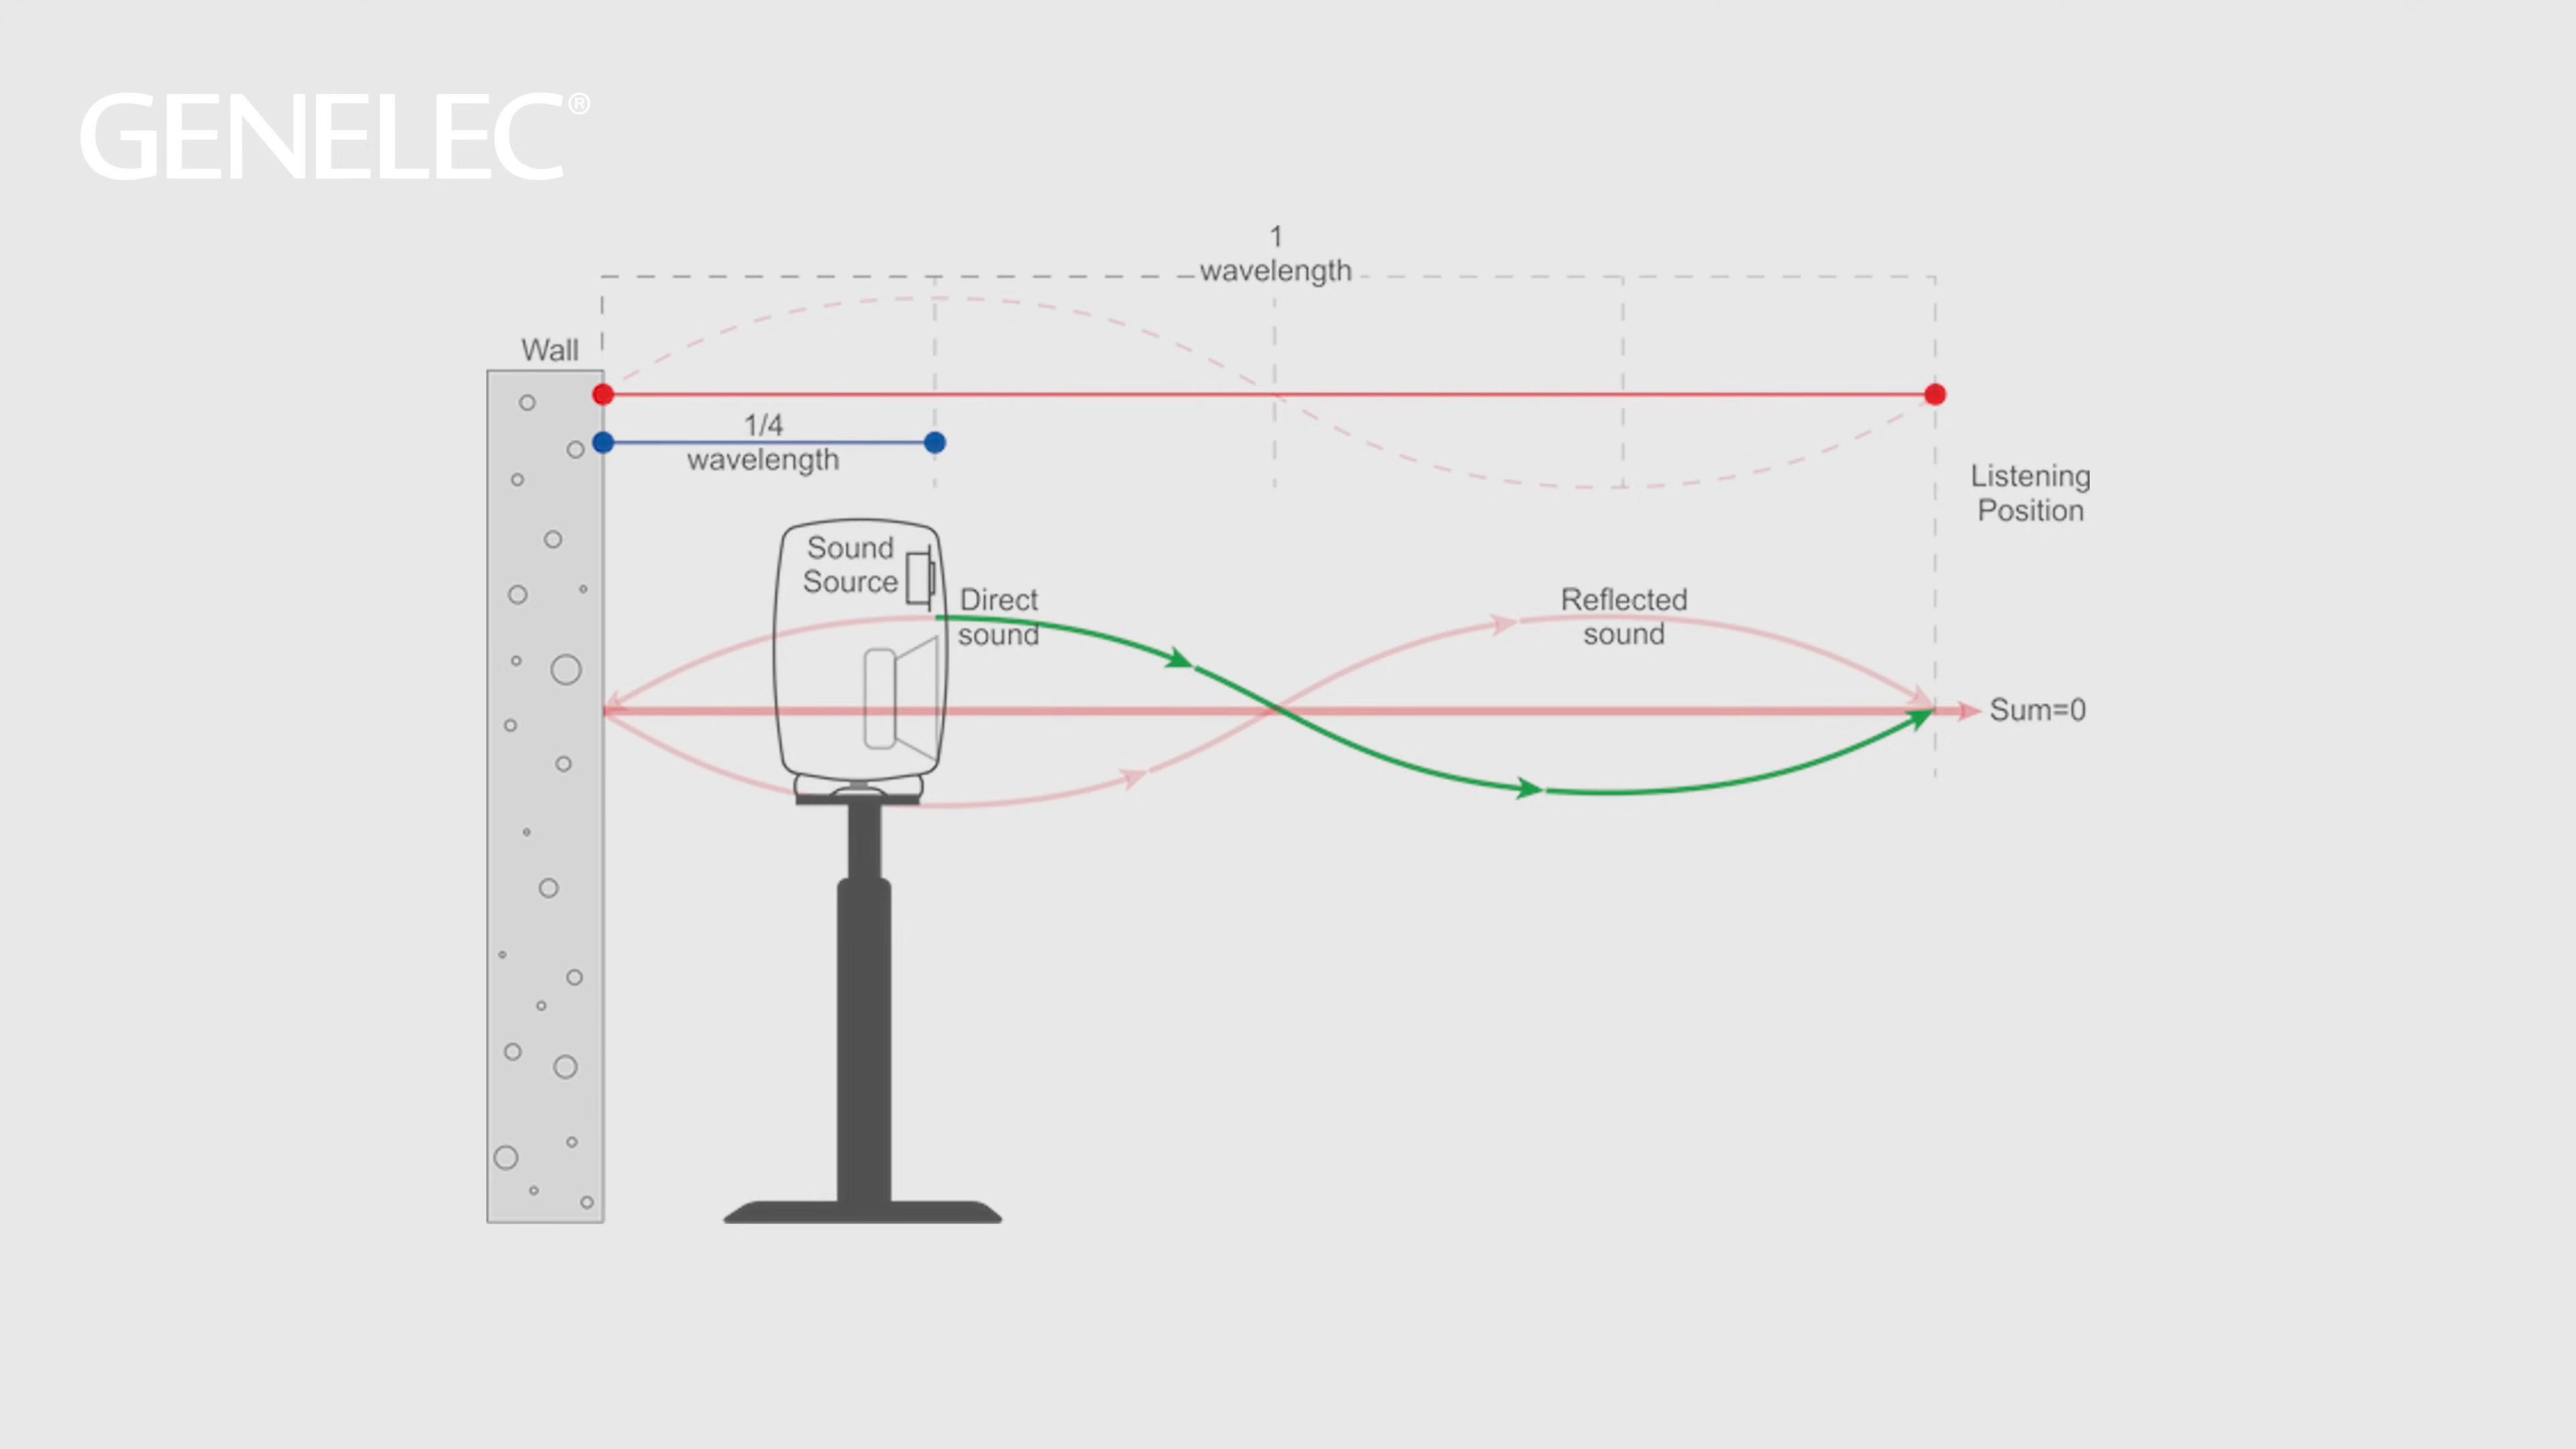 GENELEC®
1
wavelength
Wall
1/4
wavelength
Listening
Position
Sound
Source
Direct
sound
Reflected
sound
Sum=0